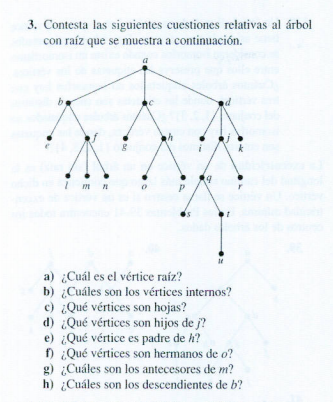 3. Contesta las siguientes cuestiones relativas al árbol
con raíz que se muestra a continuación.
a
b c d
e f g h i j k
l m n o p q r
s t
u
a) ¿Cuál es el vértice raíz?
b) ¿Cuáles son los vértices internos?
c) ¿Qué vértices son hojas?
d) ¿Qué vértices son hijos de j?
e) ¿Qué vértice es padre de h?
f) ¿Qué vértices son hermanos de o?
g) ¿Cuáles son los antecesores de m?
h) ¿Cuáles son los descendientes de b?